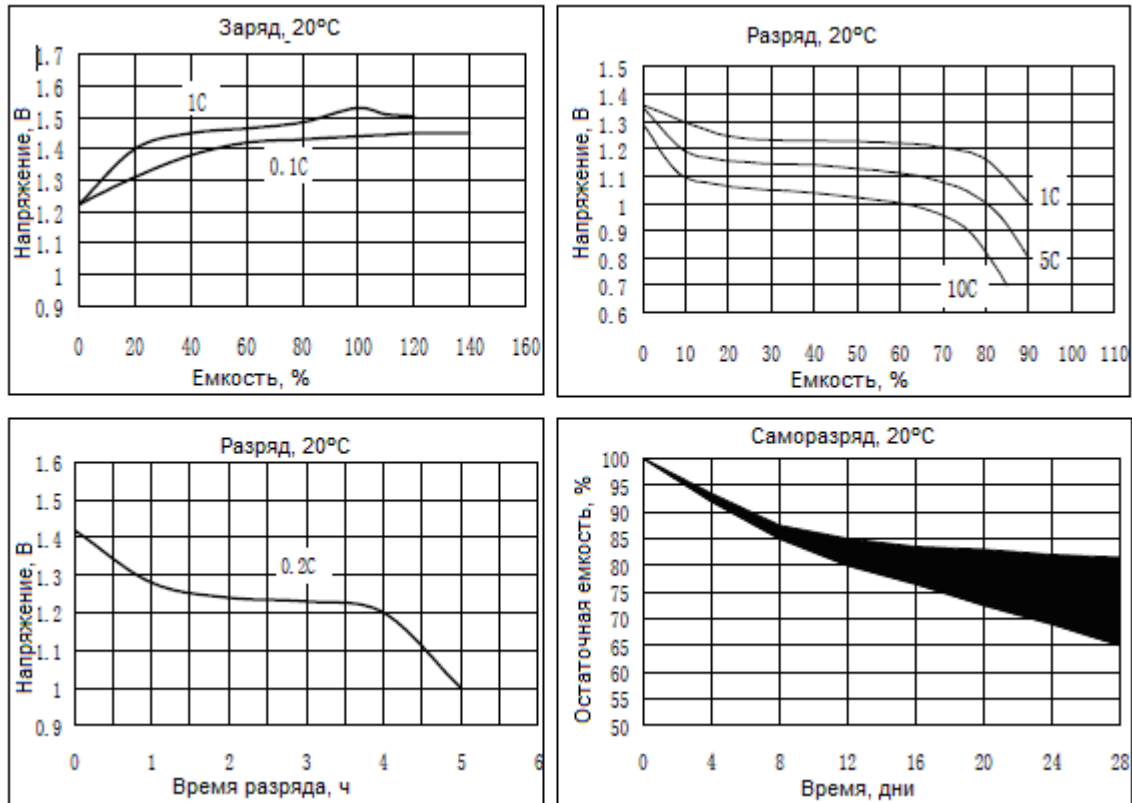 Заряд, 20°C
Напряжение, В
1.7
1.6
1.5
1.4
1.3
1.2
1.1
1
0.9
1C
0.1C
0 20 40 60 80 100 120 140 160
Емкость, %
Разряд, 20°C
Напряжение, В
1.5
1.4
1.3
1.2
1.1
1
0.9
0.8
0.7
0.6
1C
5C
10C
0 10 20 30 40 50 60 70 80 90 100 110
Емкость, %
Разряд, 20°C
Напряжение, В
1.6
1.5
1.4
1.3
1.2
1.1
1
0.9
0.2C
0 1 2 3 4 5 6
Время разряда, ч
Саморазряд, 20°C
Остаточная емкость, %
100
95
90
85
80
75
70
65
60
55
50
0 4 8 12 16 20 24 28
Время, дни